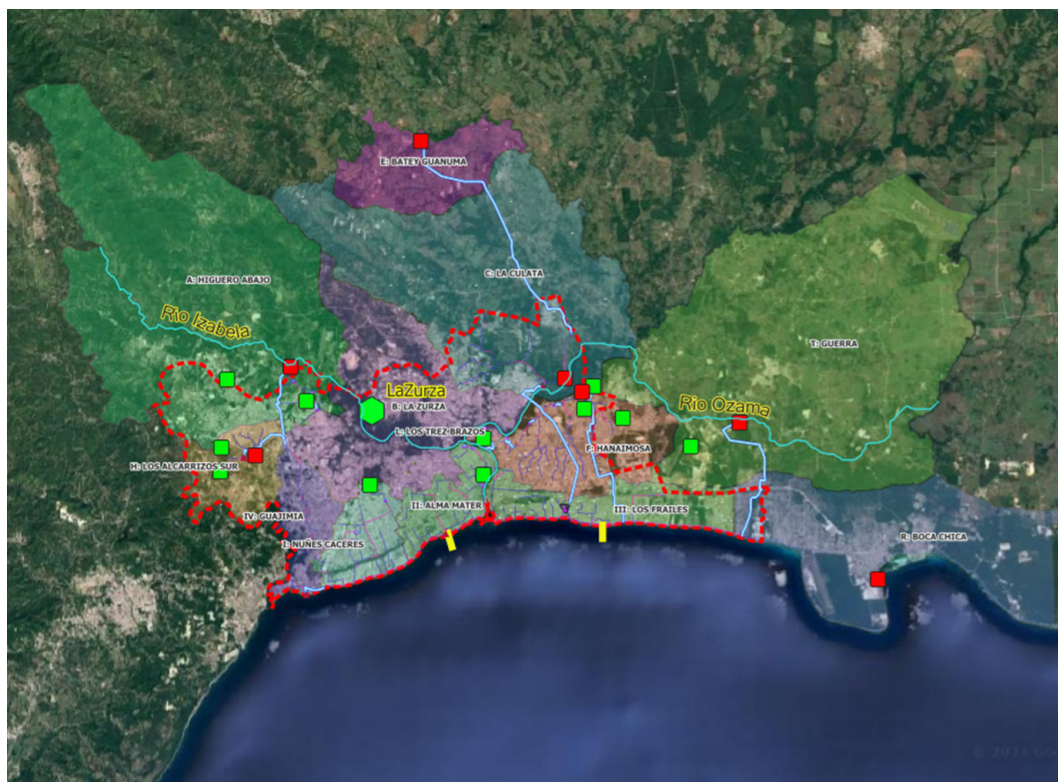 E: BATEY GUANUMA
C: LA CULATA
A: HIGUERO ABAJO
Rio Izabela
T: GUERRA
LaZurza
B: LA ZURZA
Rio Ozama
L: LOS TREZ BRAZOS
F: HANAIMOSA
H: LOS ALCARRIZOS SUR
II: ALMA MATER
III: LOS FRAILES
IV: GUAJIMIA
I: NUÑES CACERES
R: BOCA CHICA
© 2024 Goo